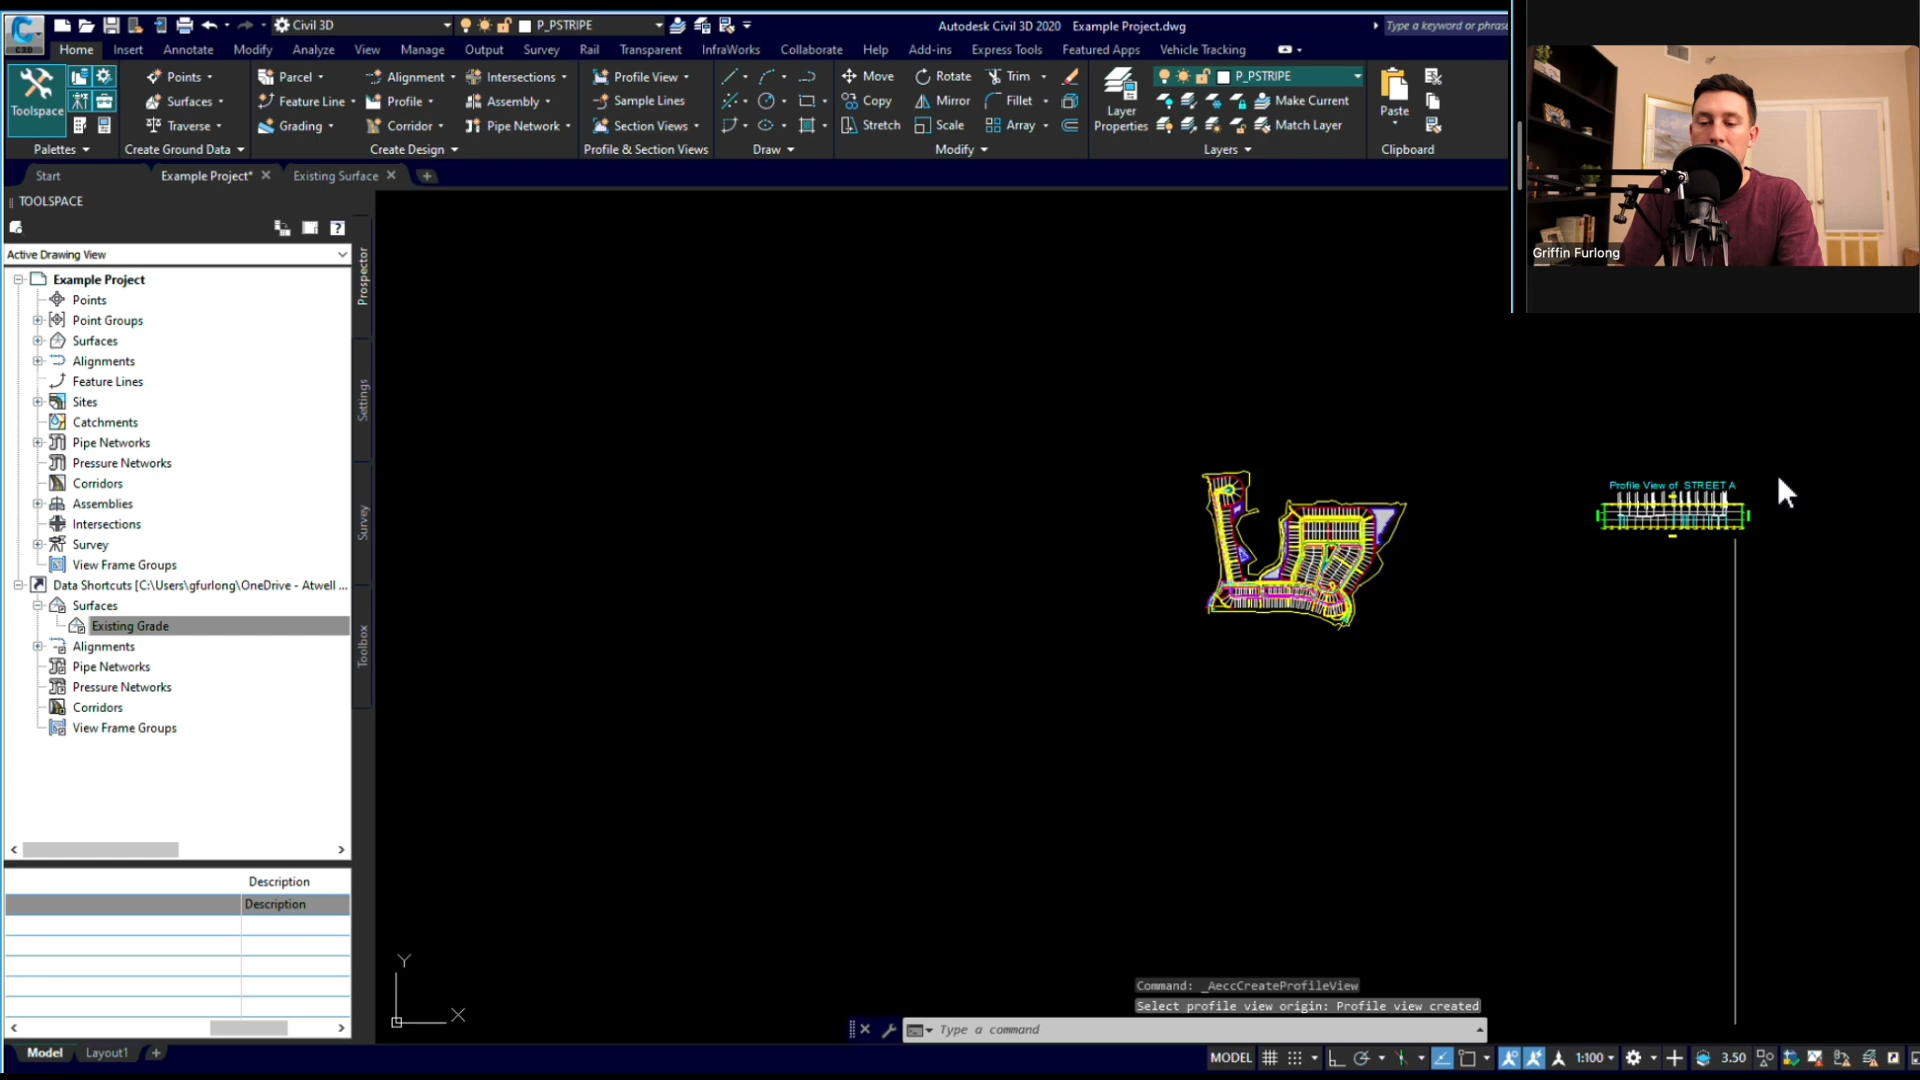 C3D
Civil 3D
P_PSTRIPE
Autodesk Civil 3D 2020 Example Project.dwg
Type a keyword or phrase
Home Insert Annotate Modify Analyze View Manage Output Survey Rail Transparent InfraWorks Collaborate Help Add-ins Express Tools Featured Apps Vehicle Tracking
Points Parcel Alignment Intersections Profile View Move Rotate Trim P_PSTRIPE
Toolspace Surfaces Feature Line Profile Assembly Sample Lines Copy Mirror Fillet Layer Properties Make Current Paste
Traverse Grading Corridor Pipe Network Section Views Stretch Scale Array Match Layer
Palettes Create Ground Data Create Design Profile & Section Views Draw Modify Layers Clipboard
Start Example Project* Existing Surface
TOOLSPACE
Active Drawing View
Example Project
Points
Point Groups
Surfaces
Alignments
Feature Lines
Sites
Catchments
Pipe Networks
Pressure Networks
Corridors
Assemblies
Intersections
Survey
View Frame Groups
Data Shortcuts [C:\Users\gfurlong\OneDrive - Atwell ...
Surfaces
Existing Grade
Alignments
Pipe Networks
Pressure Networks
Corridors
View Frame Groups
Prospector
Settings
Survey
Toolbox
Description
Description
Griffin Furlong
Profile View of STREET A
Y
X
Command: _AeccCreateProfileView
Select profile view origin: Profile view created
Type a command
Model Layout1
MODEL 1:100 3.50